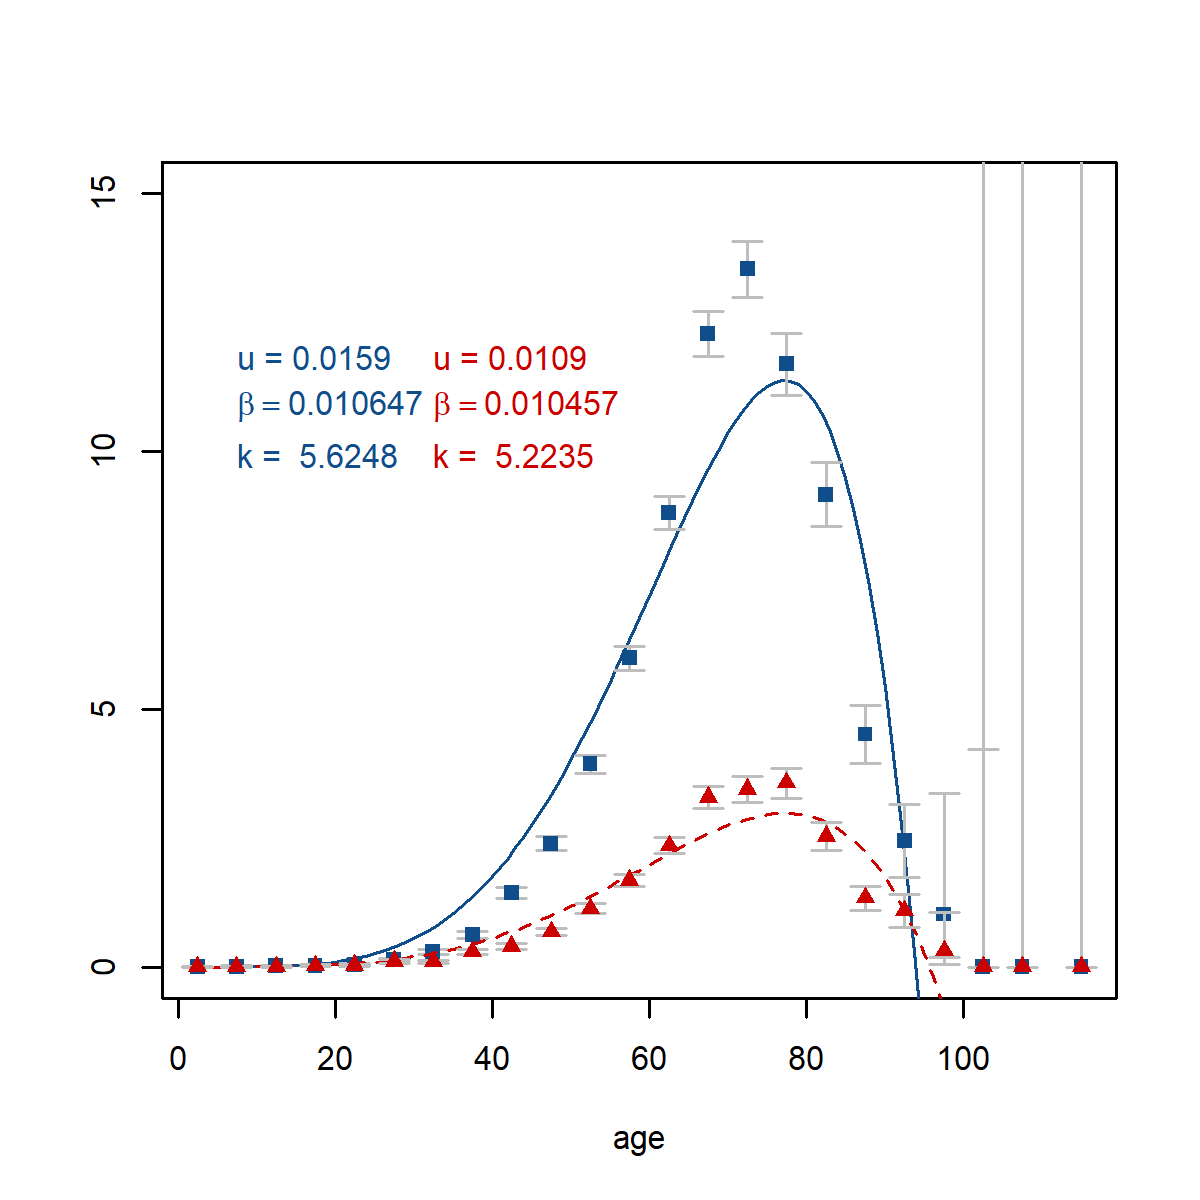 15
u = 0.0159 u = 0.0109
β = 0.010647 β = 0.010457
10
k = 5.6248 k = 5.2235
5
0
0 20 40 60 80 100
age